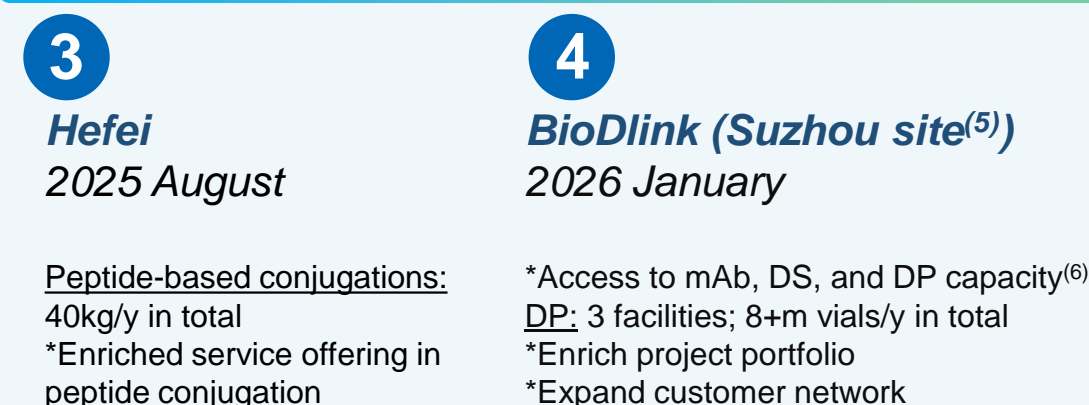 3
Hefei
2025 August
Peptide-based conjugations:
40kg/y in total
*Enriched service offering in
peptide conjugation
4
BioDlink (Suzhou site(5))
2026 January
*Access to mAb, DS, and DP capacity(6)
DP: 3 facilities; 8+m vials/y in total
*Enrich project portfolio
*Expand customer network